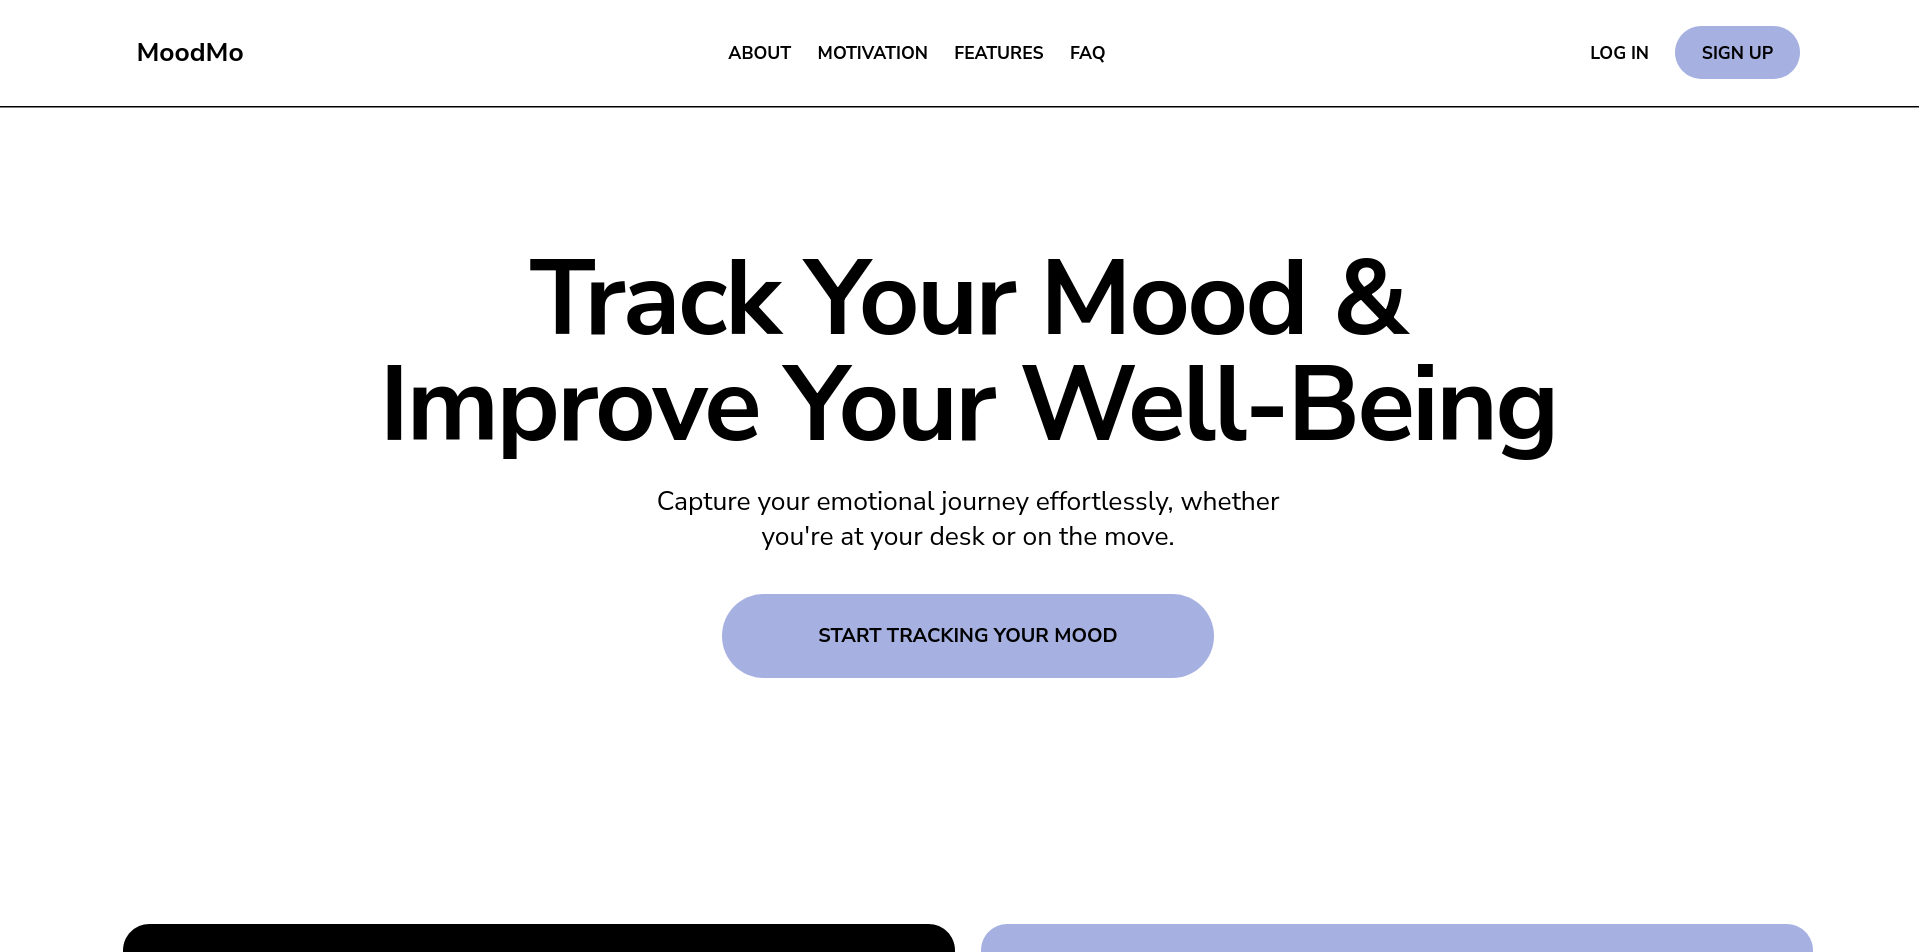 MoodMo
ABOUT MOTIVATION FEATURES FAQ
LOG IN SIGN UP
Track Your Mood &
Improve Your Well-Being
Capture your emotional journey effortlessly, whether
you're at your desk or on the move.
START TRACKING YOUR MOOD